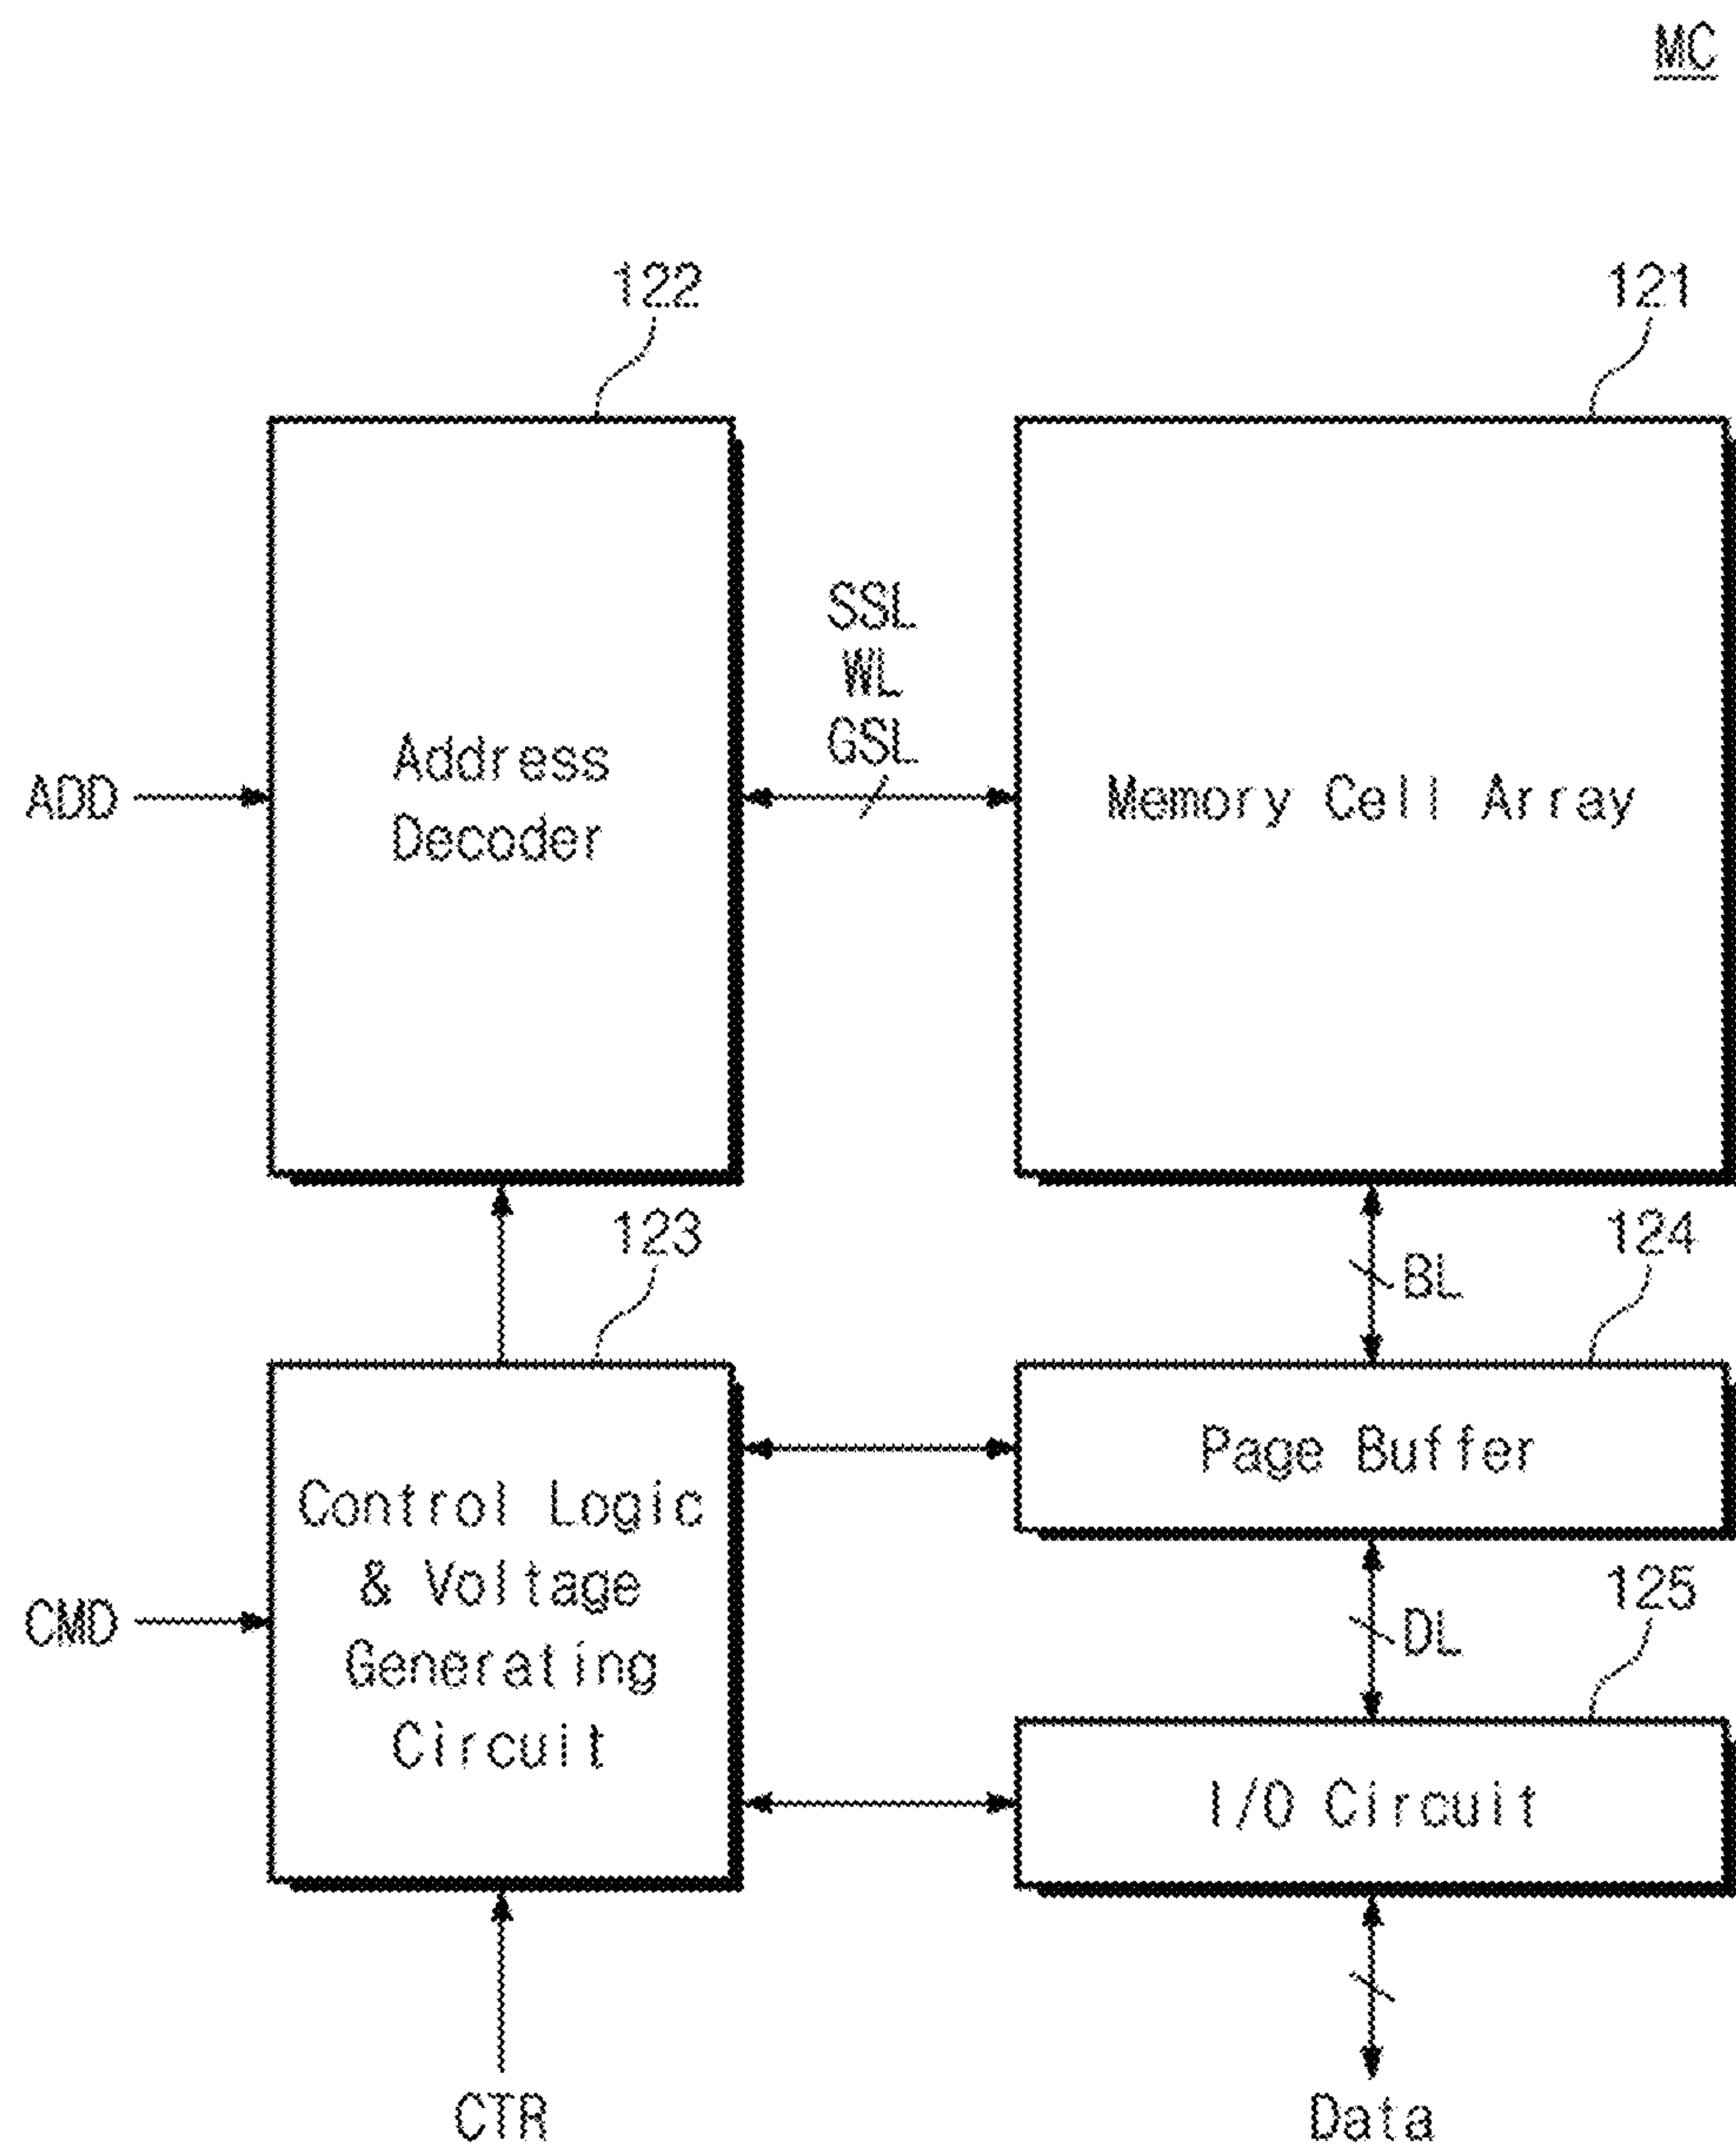 MC
122
121
SSL
WL
GSL
ADD
Address
Decoder
Memory Cell Array
123
124
BL
Page Buffer
Control Logic
& Voltage
Generating
Circuit
CMD
125
DL
I/O Circuit
CTR
Data